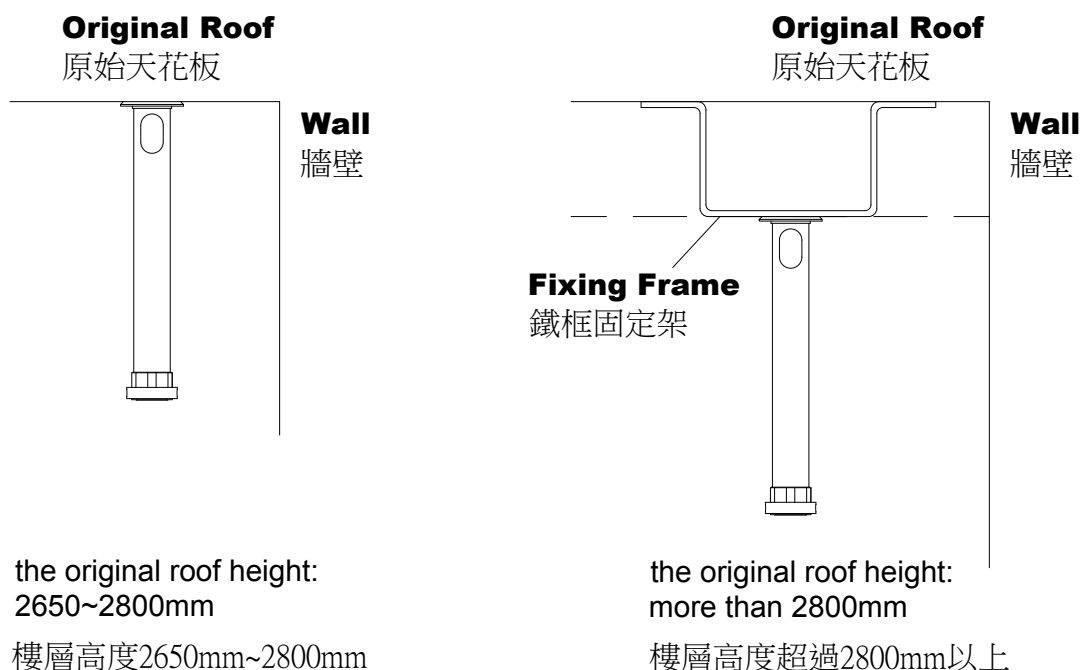 Original Roof
原始天花板
Wall
牆壁
the original roof height:
2650~2800mm
樓層高度2650mm~2800mm
Original Roof
原始天花板
Wall
牆壁
Fixing Frame
鐵框固定架
the original roof height:
more than 2800mm
樓層高度超過2800mm以上